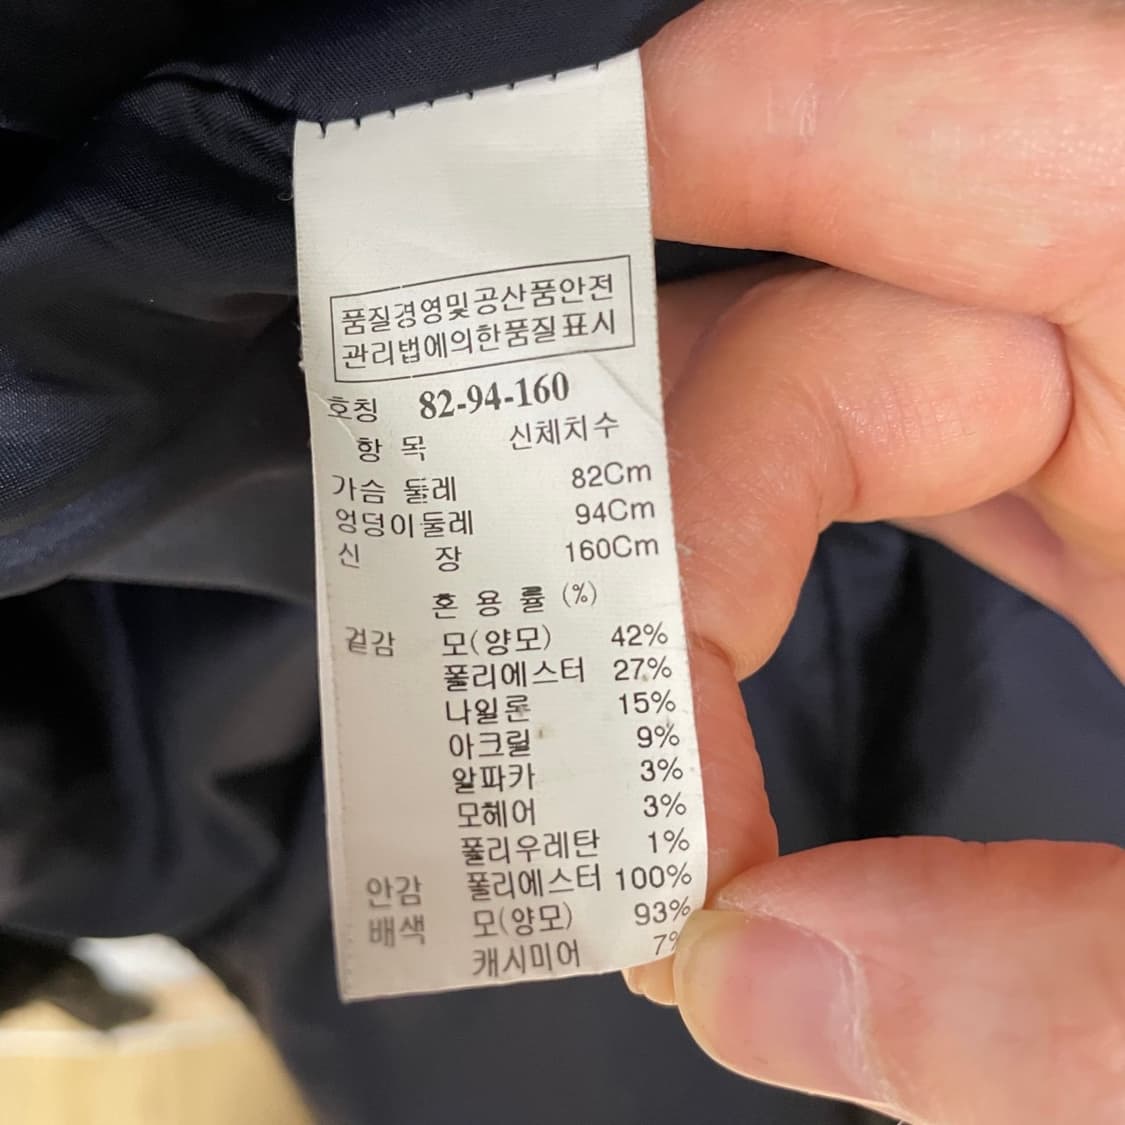 품질경영및공산품안전
관리법에의한품질표시
호칭 82-94-160
항 목 신체치수
가슴 둘레 82Cm
엉덩이둘레 94Cm
신 장 160Cm
혼 용 률 (%)
겉감 모(양모) 42%
폴리에스터 27%
나일론 15%
아크릴 9%
알파카 3%
모헤어 3%
폴리우레탄 1%
안감 폴리에스터 100%
배색 모(양모) 93%
캐시미어 7%